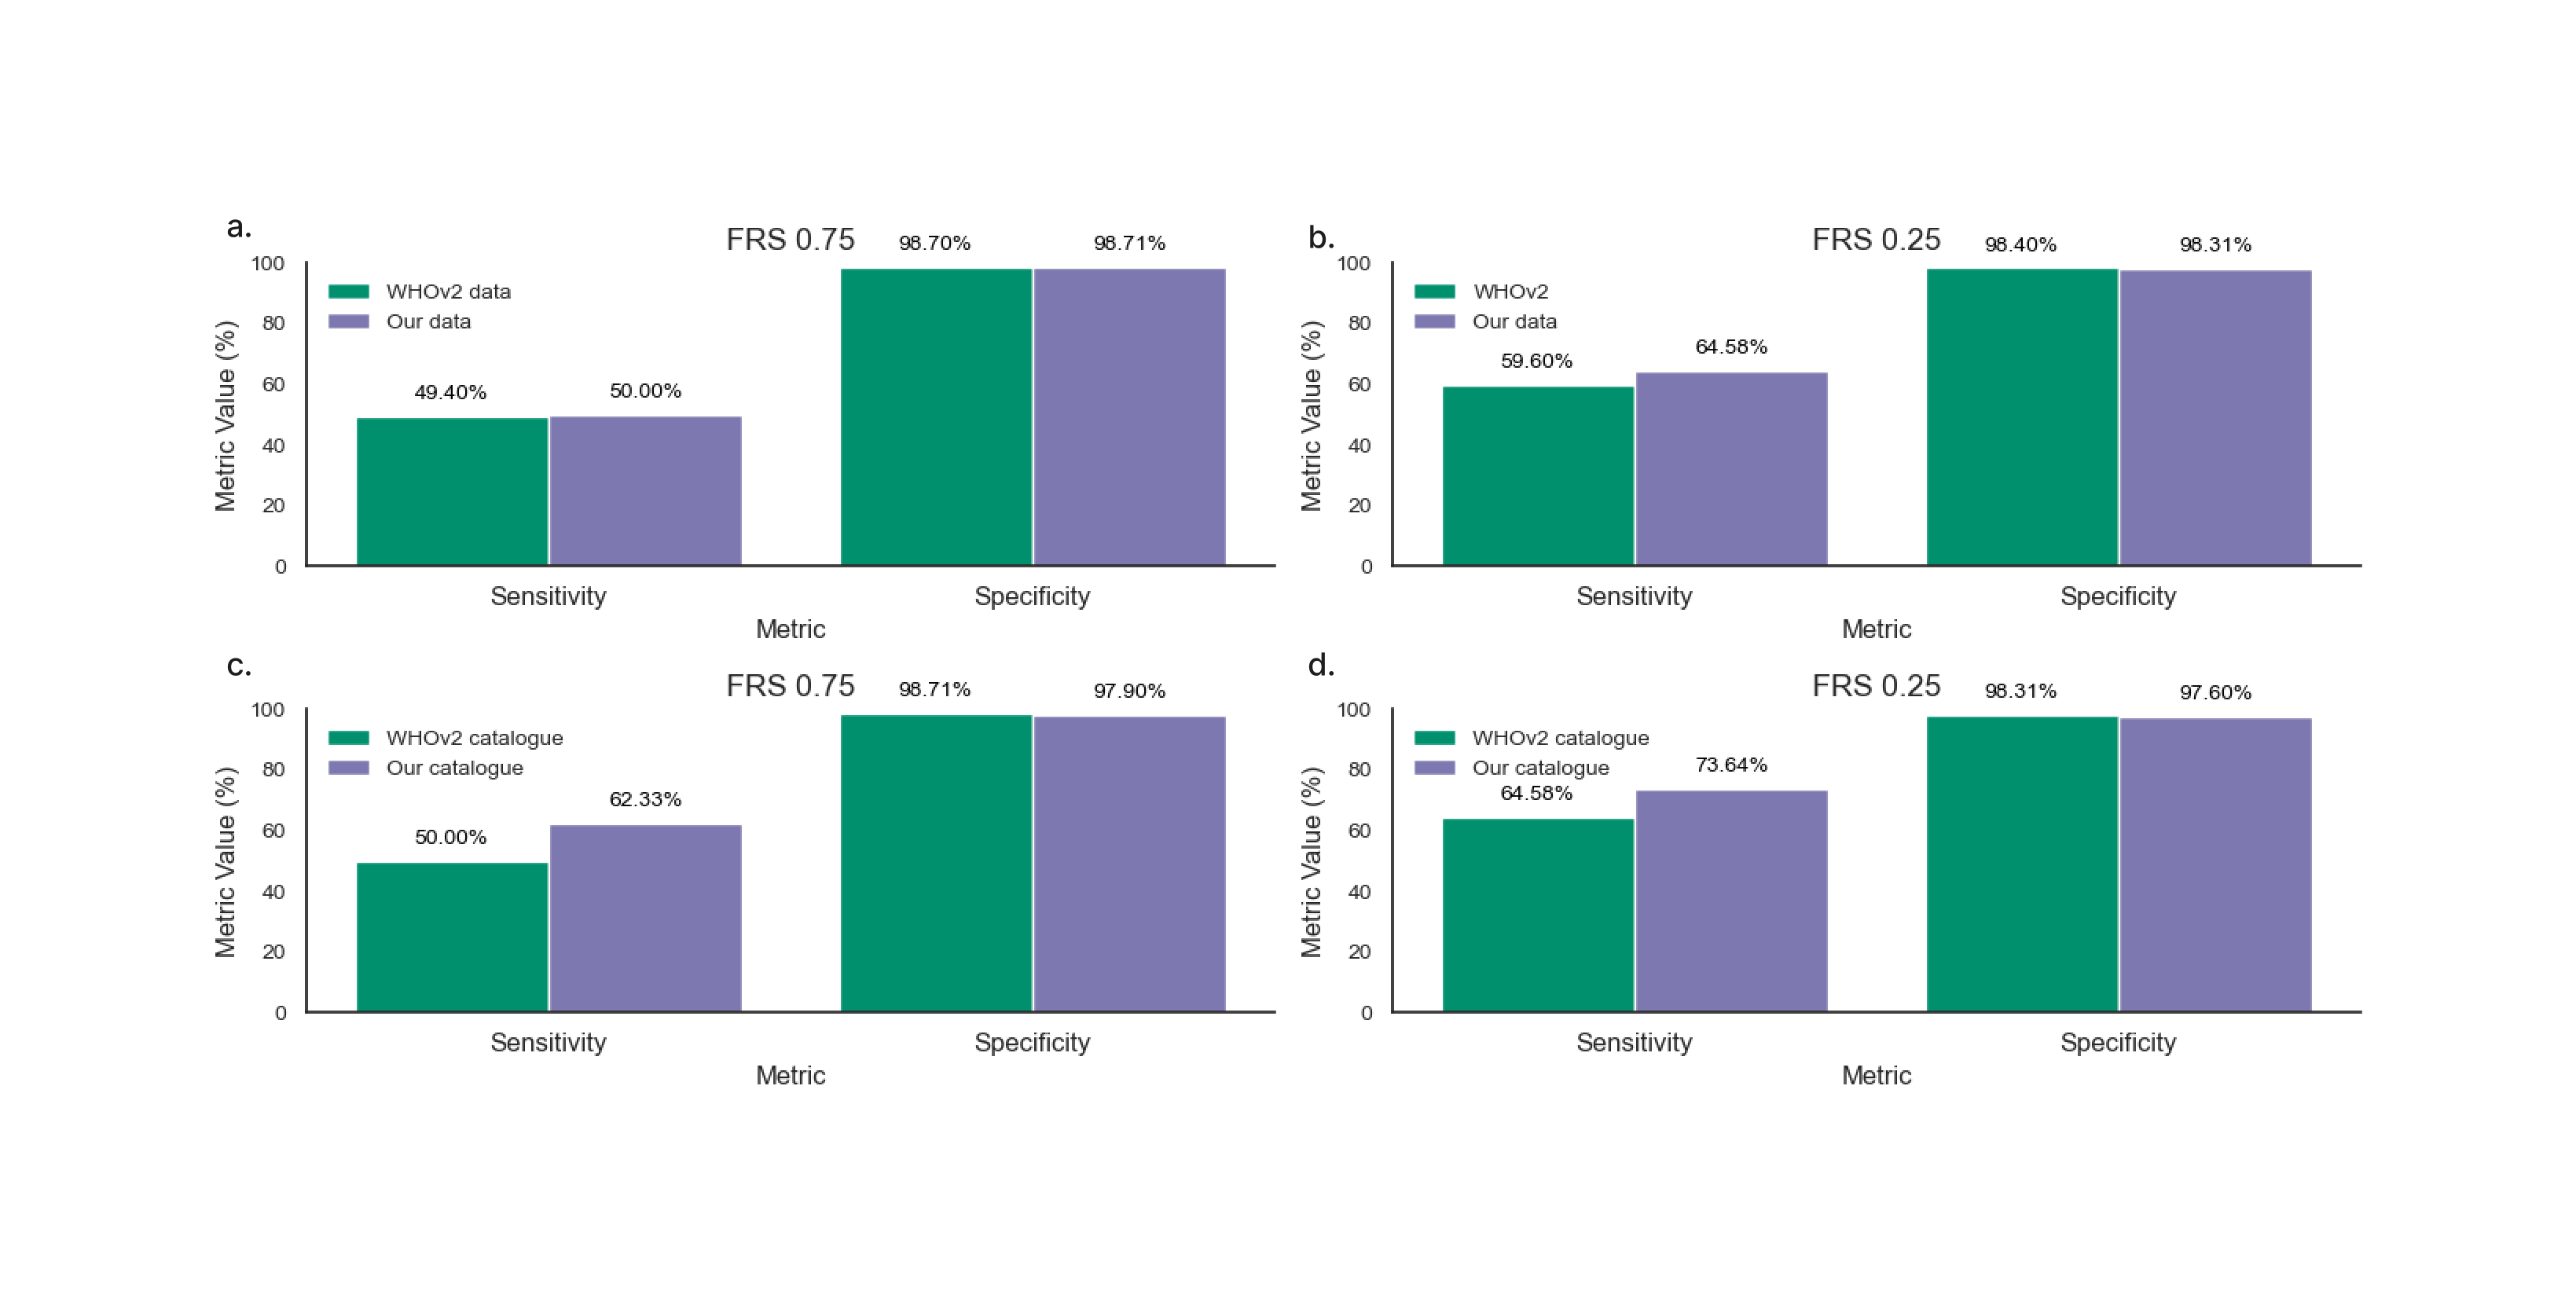 a.
FRS 0.75
98.70%
98.71%
WHOv2 data
Our data
49.40%
50.00%
Metric Value (%)
100
80
60
40
20
0
Sensitivity
Specificity
Metric
b.
FRS 0.25
98.40%
98.31%
WHOv2
Our data
59.60%
64.58%
Metric Value (%)
100
80
60
40
20
0
Sensitivity
Specificity
Metric
c.
FRS 0.75
98.71%
97.90%
WHOv2 catalogue
Our catalogue
62.33%
50.00%
Metric Value (%)
100
80
60
40
20
0
Sensitivity
Specificity
Metric
d.
FRS 0.25
98.31%
97.60%
WHOv2 catalogue
Our catalogue
73.64%
64.58%
Metric Value (%)
100
80
60
40
20
0
Sensitivity
Specificity
Metric